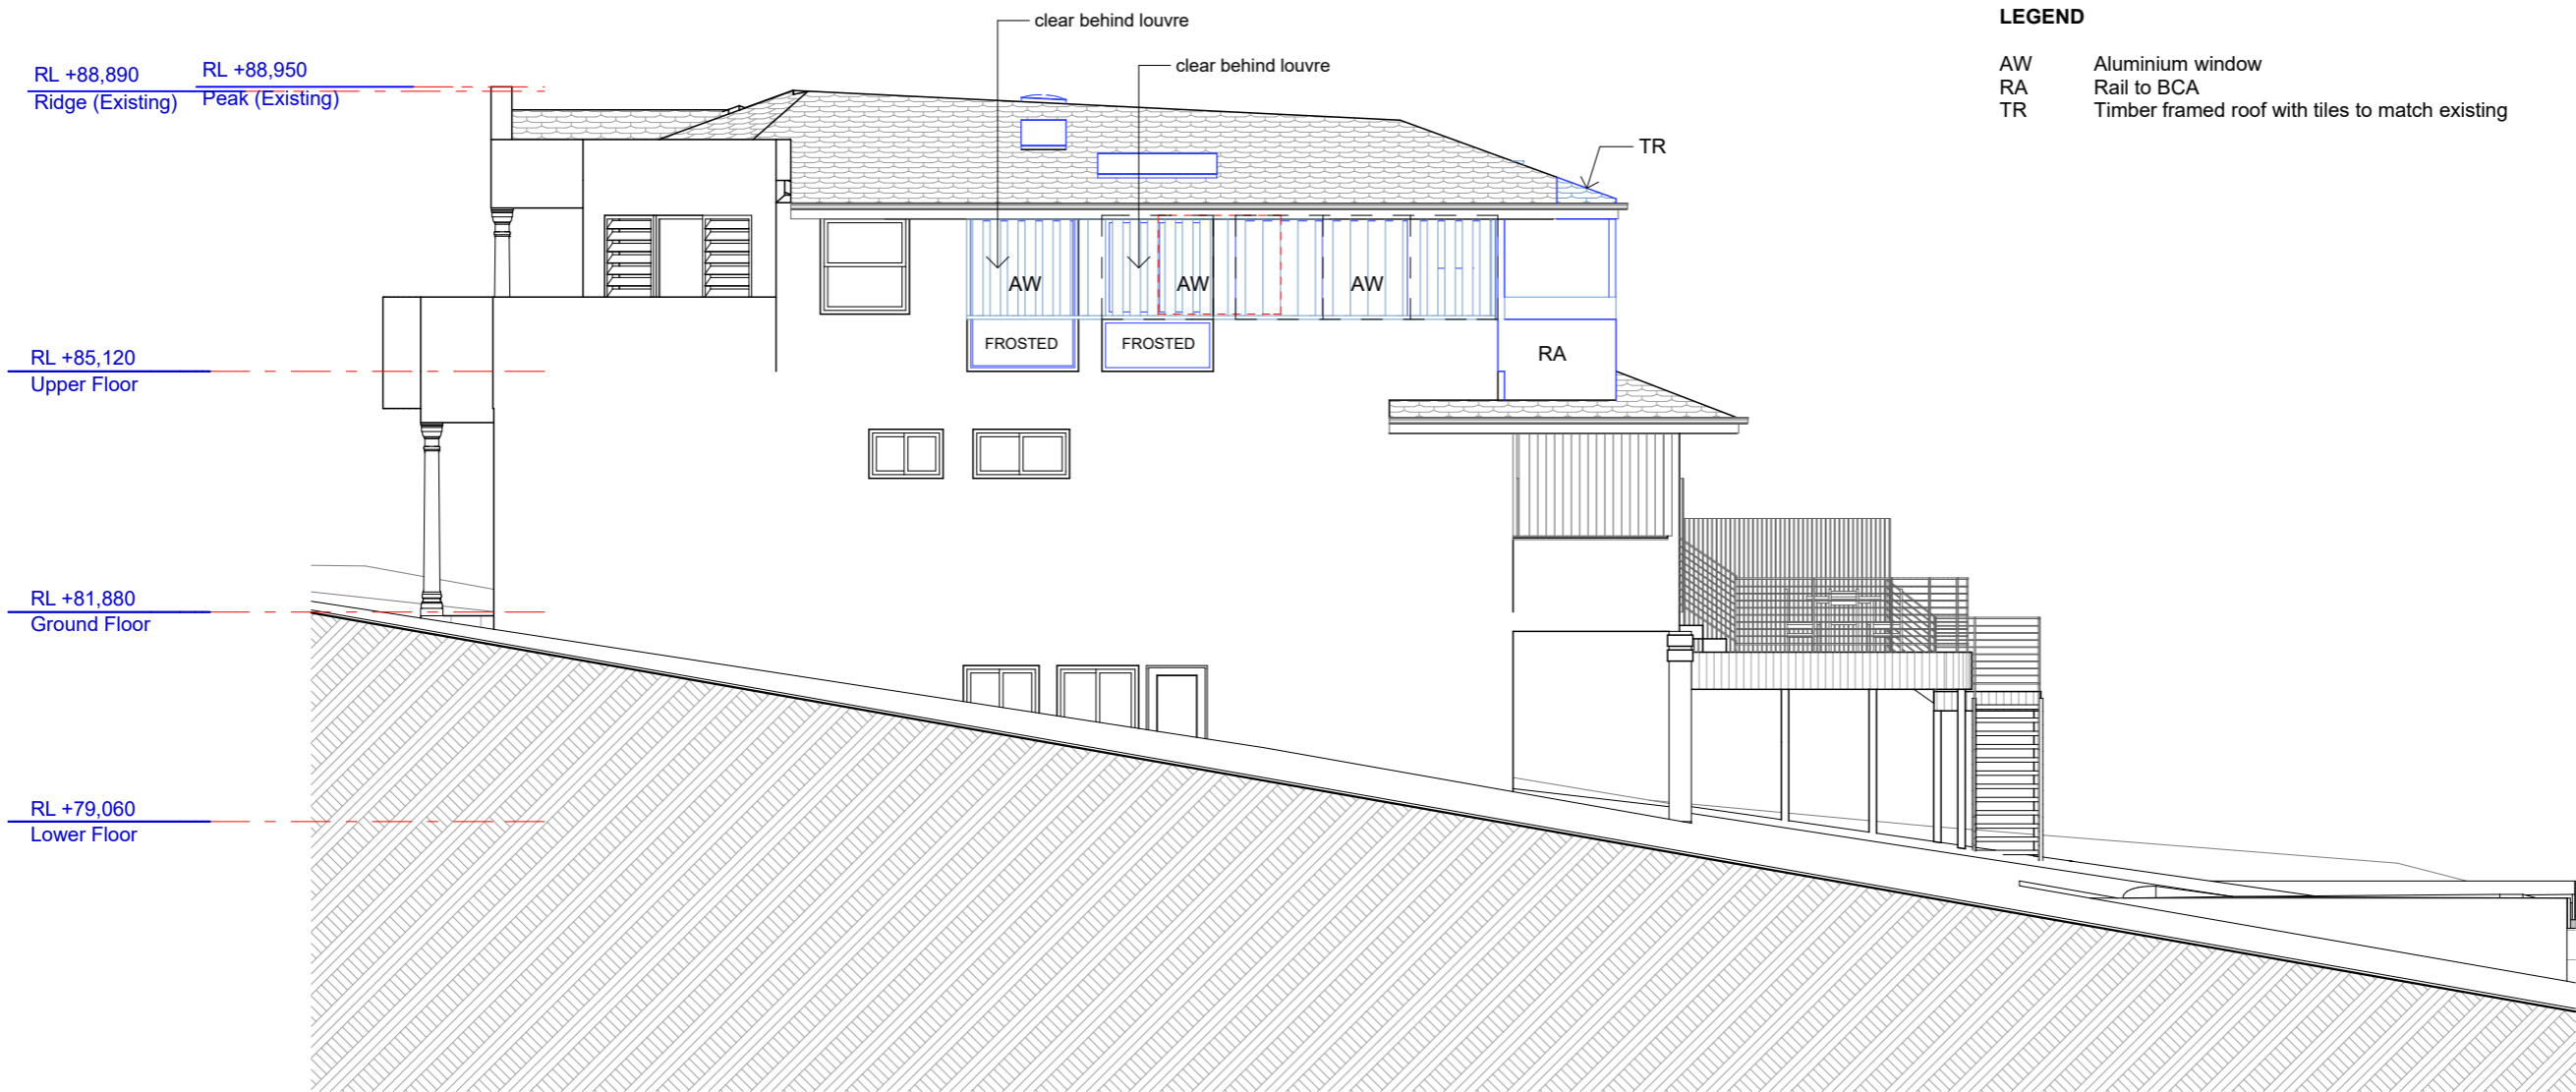 clear behind louvre
clear behind louvre
LEGEND
AW Aluminium window
RA Rail to BCA
TR Timber framed roof with tiles to match existing
RL +88,890
Ridge (Existing)
RL +88,950
Peak (Existing)
TR
AW
AW
AW
FROSTED
FROSTED
RA
RL +85,120
Upper Floor
RL +81,880
Ground Floor
RL +79,060
Lower Floor